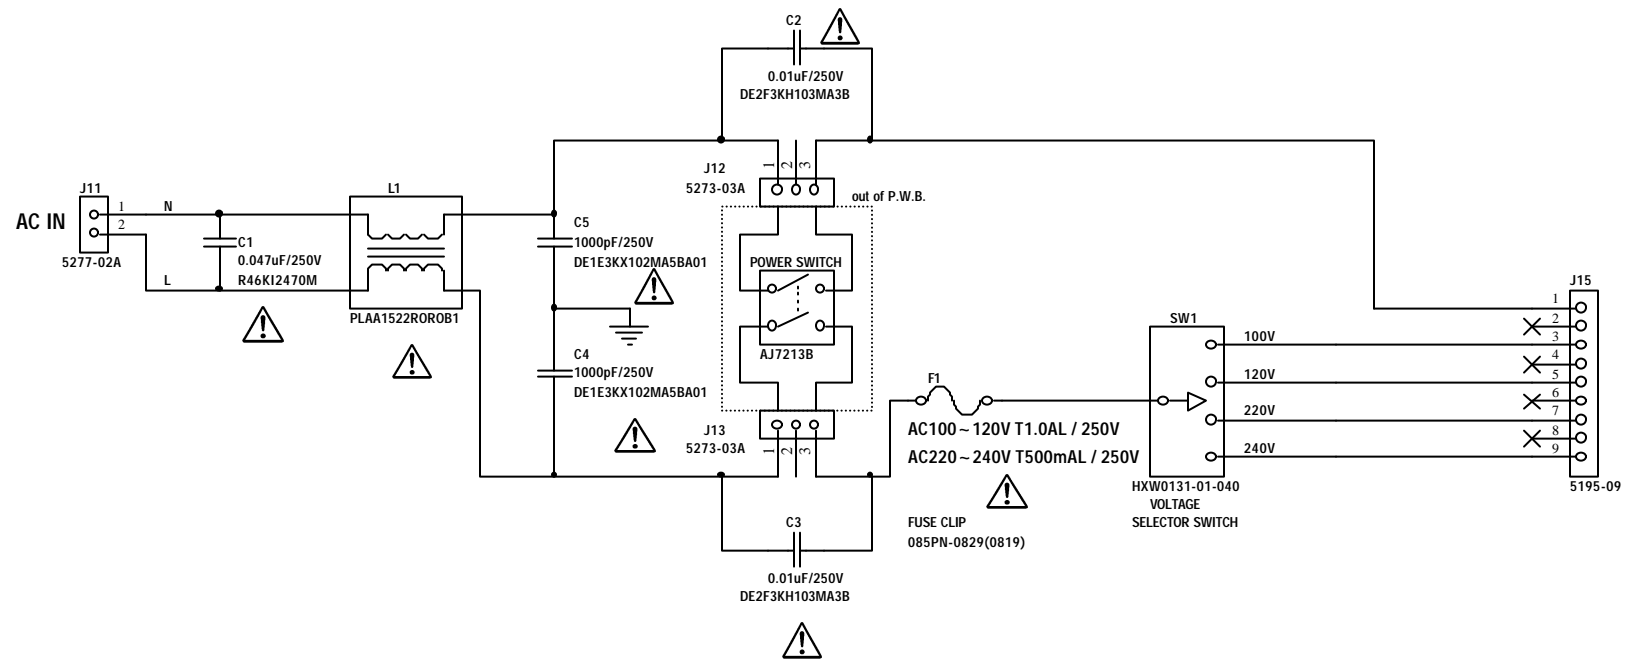 C2
0.01uF/250V
DE2F3KH103MA3B
J12
5273-03A
1
2
3
out of P.W.B.
AC IN
J11
1
2
5277-02A
N
L
C1
0.047uF/250V
R46KI2470M
L1
PLAA1522ROROB1
C5
1000pF/250V
DE1E3KX102MA5BA01
C4
1000pF/250V
DE1E3KX102MA5BA01
POWER SWITCH
AJ7213B
J13
5273-03A
1
2
3
C3
0.01uF/250V
DE2F3KH103MA3B
F1
AC100~120V T1.0AL / 250V
AC220~240V T500mAL / 250V
FUSE CLIP
085PN-0829(0819)
SW1
HXW0131-01-040
VOLTAGE
SELECTOR SWITCH
100V
120V
220V
240V
J15
1
2
3
4
5
6
7
8
9
5195-09